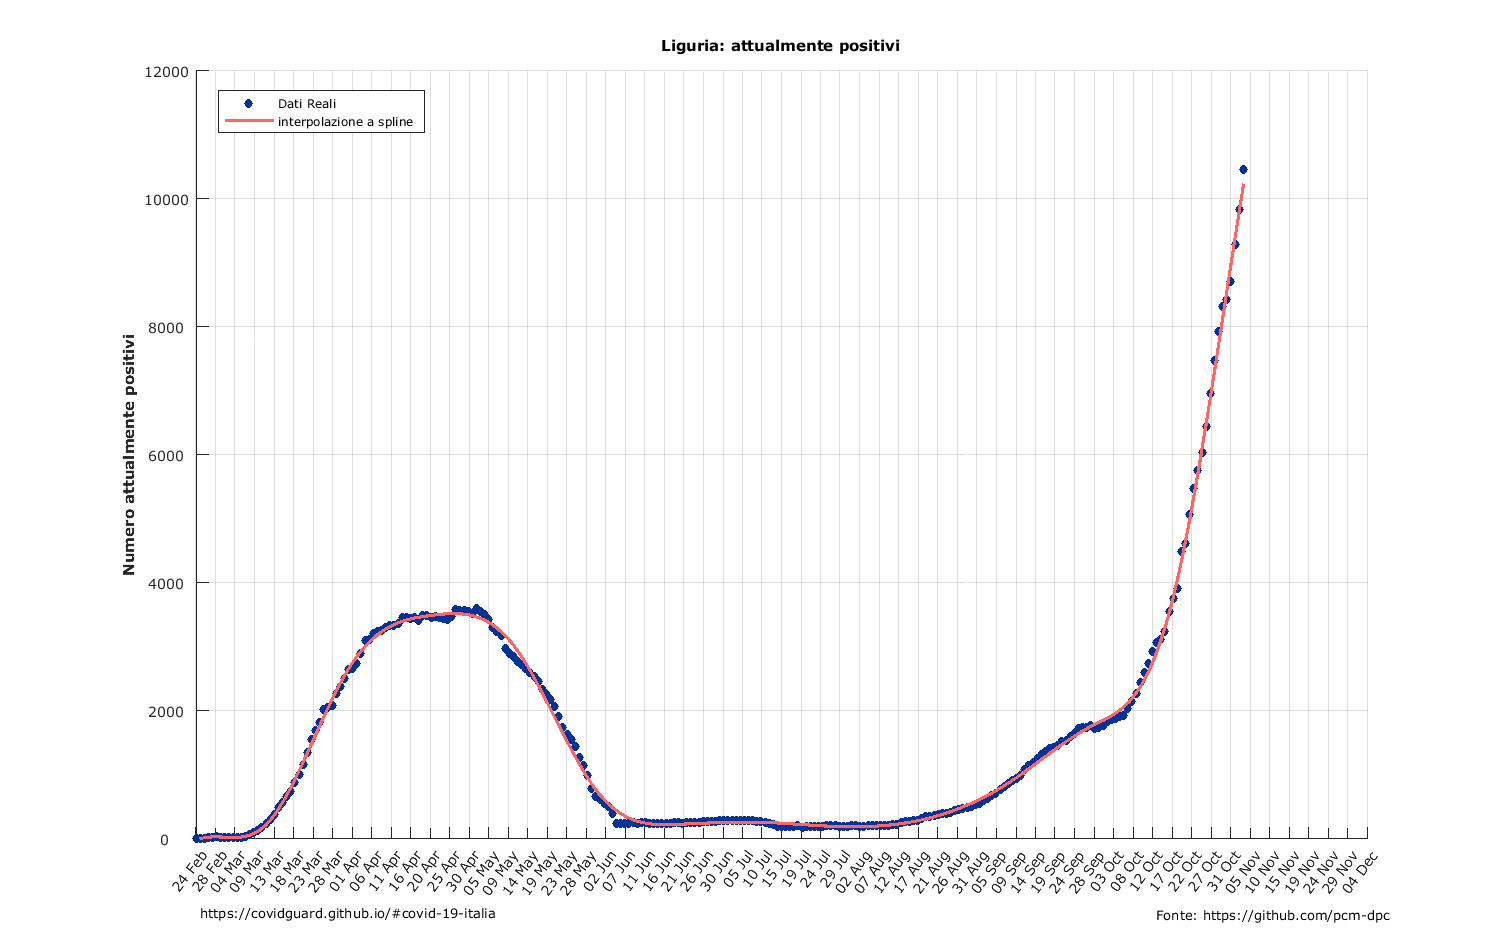 Liguria: attualmente positivi
12000
10000
8000
6000
4000
2000
0
Numero attualmente positivi
Dati Reali
interpolazione a spline
24 Feb
28 Feb
04 Mar
09 Mar
13 Mar
18 Mar
23 Mar
28 Mar
01 Apr
06 Apr
11 Apr
16 Apr
20 Apr
25 Apr
30 Apr
05 May
09 May
14 May
19 May
23 May
28 May
02 Jun
07 Jun
11 Jun
16 Jun
21 Jun
26 Jun
30 Jun
05 Jul
10 Jul
15 Jul
19 Jul
24 Jul
29 Jul
02 Aug
07 Aug
12 Aug
17 Aug
21 Aug
26 Aug
31 Aug
05 Sep
09 Sep
14 Sep
19 Sep
24 Sep
28 Sep
03 Oct
08 Oct
12 Oct
17 Oct
22 Oct
27 Oct
31 Oct
05 Nov
10 Nov
15 Nov
19 Nov
24 Nov
29 Nov
04 Dec
https://covidguard.github.io/#covid-19-italia
Fonte: https://github.com/pcm-dpc